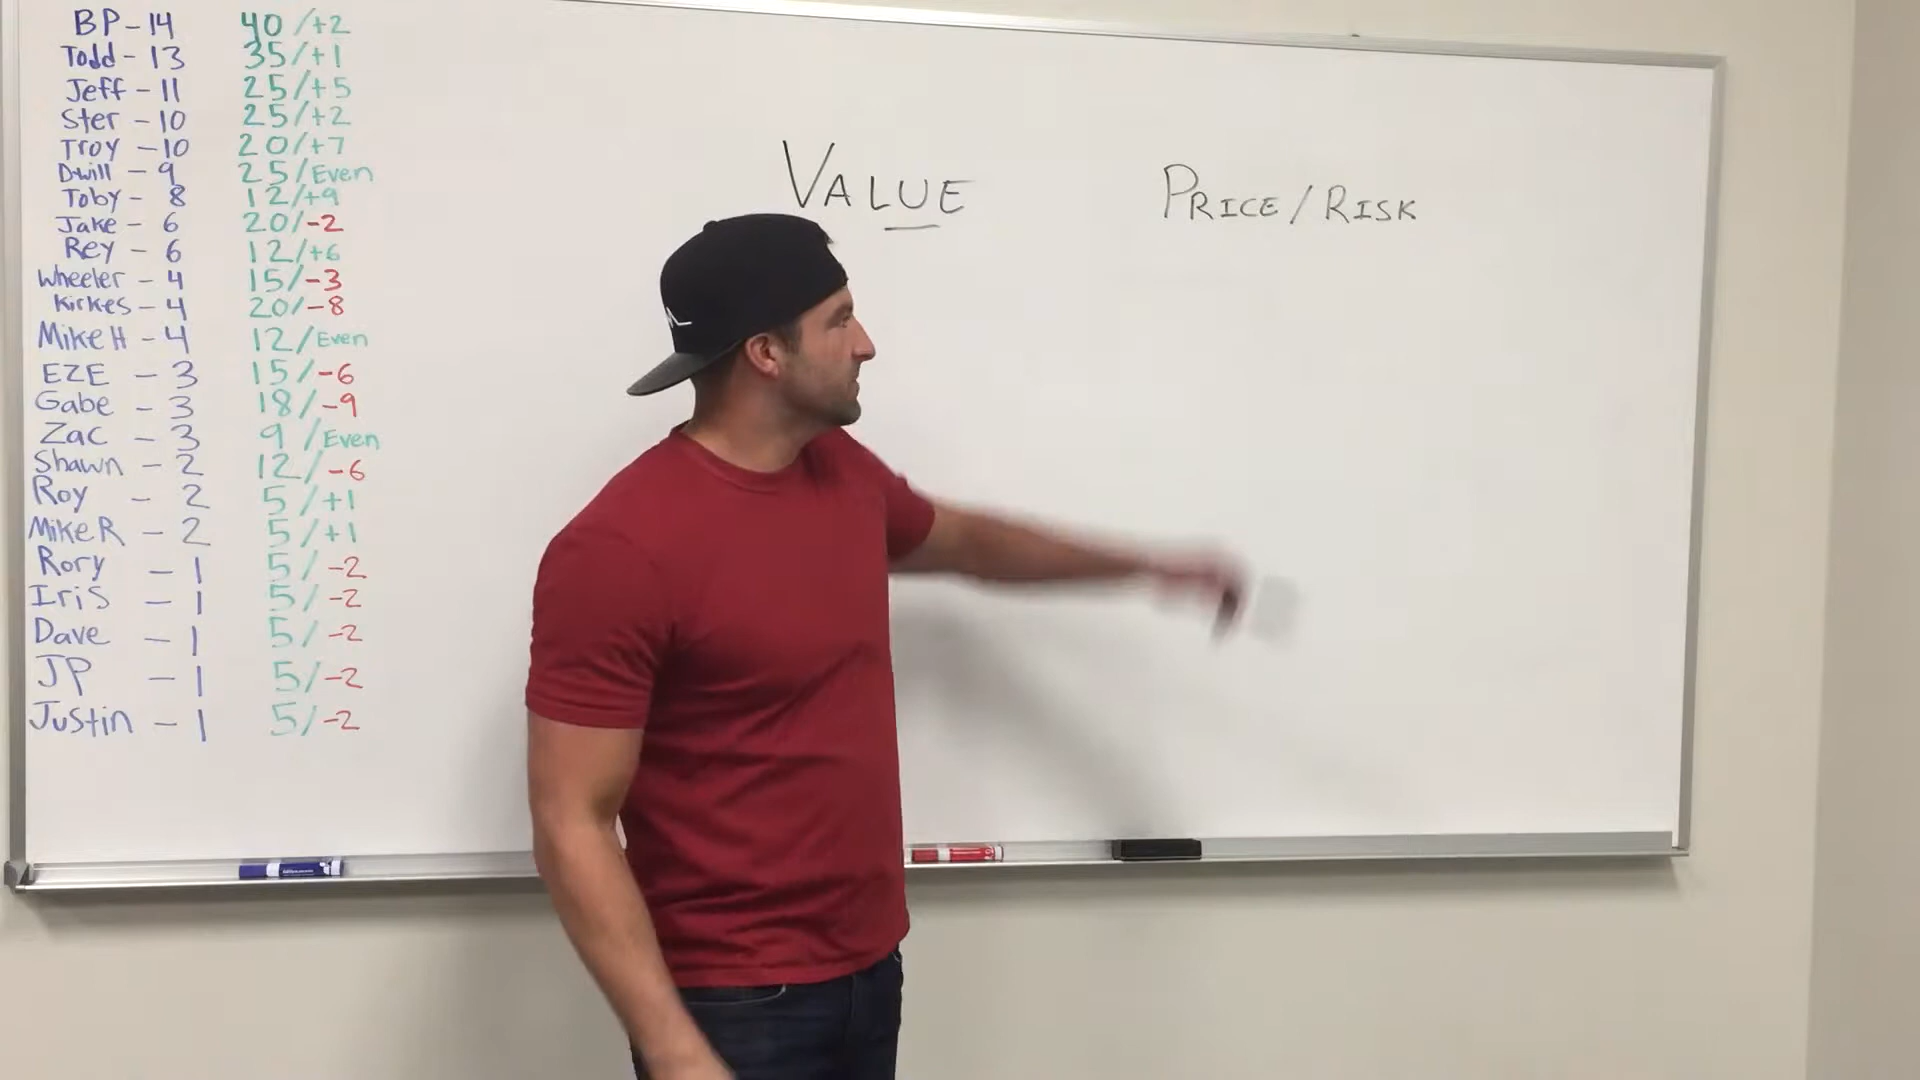 BP - 14 40 / +2
Todd - 13 35 / +1
Jeff - 11 25 / +5
Ster - 10 25 / +2
Troy - 10 20 / +7
Dwill - 9 25 / Even
Toby - 8 12 / +9
Jake - 6 20 / -2
Rey - 6 12 / +6
Wheeler - 4 15 / -3
Kirkes - 4 20 / -8
Mike H - 4 12 / Even
EZE - 3 15 / -6
Gabe - 3 18 / -9
Zac - 3 9 / Even
Shawn - 2 12 / -6
Roy - 2 5 / +1
Mike R - 2 5 / +1
Rory - 1 5 / -2
Iris - 1 5 / -2
Dave - 1 5 / -2
JP - 1 5 / -2
Justin - 1 5 / -2
VALUE
PRICE / RISK